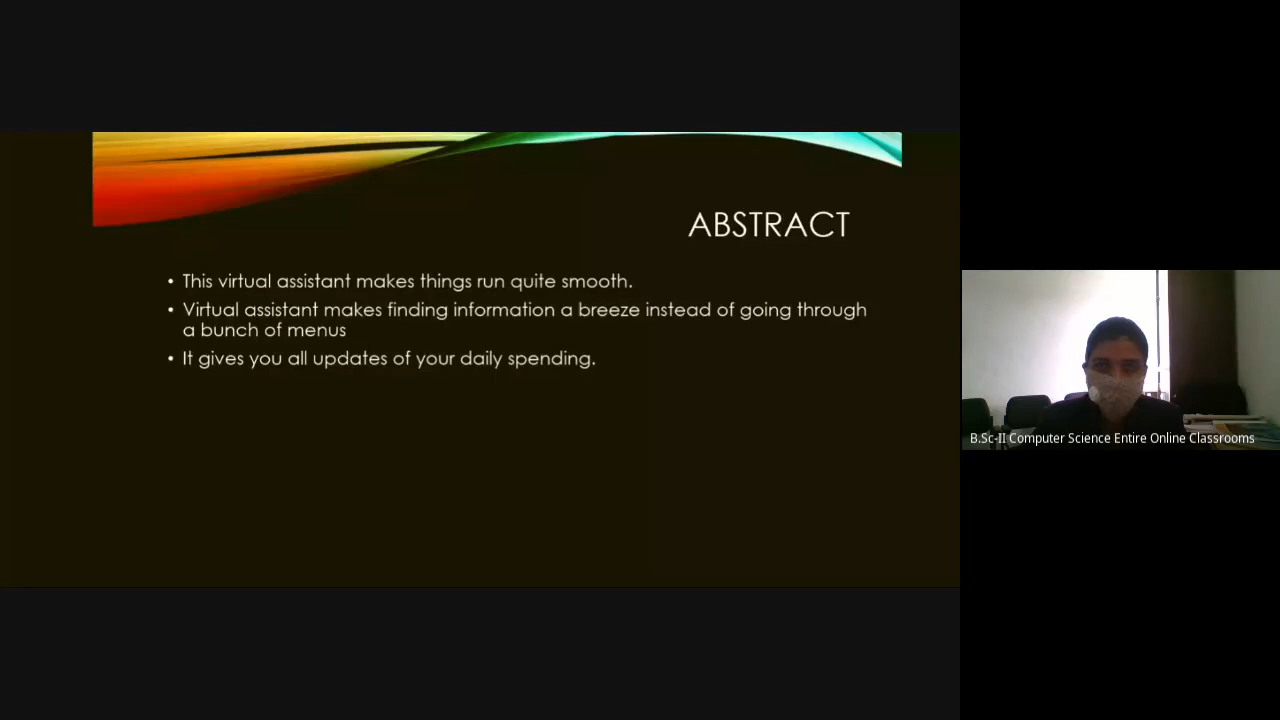 ABSTRACT
• This virtual assistant makes things run quite smooth.
• Virtual assistant makes finding information a breeze instead of going through
a bunch of menus
• It gives you all updates of your daily spending.
B.Sc-II Computer Science Entire Online Classrooms